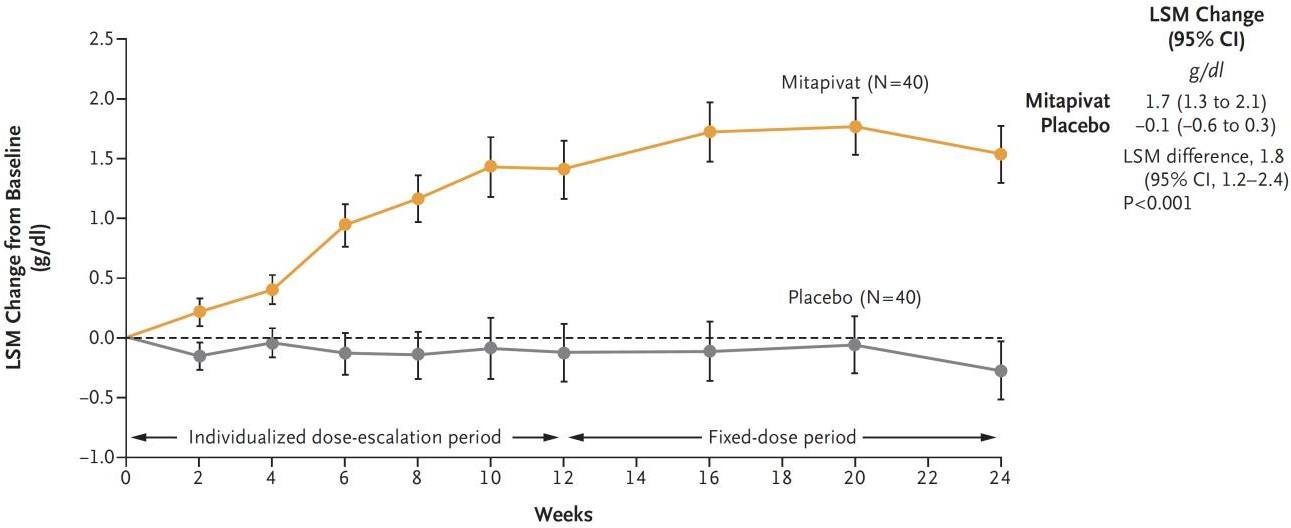 LSM Change
(95% CI)
g/dl
Mitapivat 1.7 (1.3 to 2.1)
Placebo −0.1 (−0.6 to 0.3)
LSM difference, 1.8
(95% CI, 1.2–2.4)
P<0.001
LSM Change from Baseline
(g/dl)
2.5
2.0
1.5
1.0
0.5
0.0
−0.5
−1.0
Mitapivat (N=40)
Placebo (N=40)
Individualized dose-escalation period
Fixed-dose period
0 2 4 6 8 10 12 14 16 18 20 22 24
Weeks